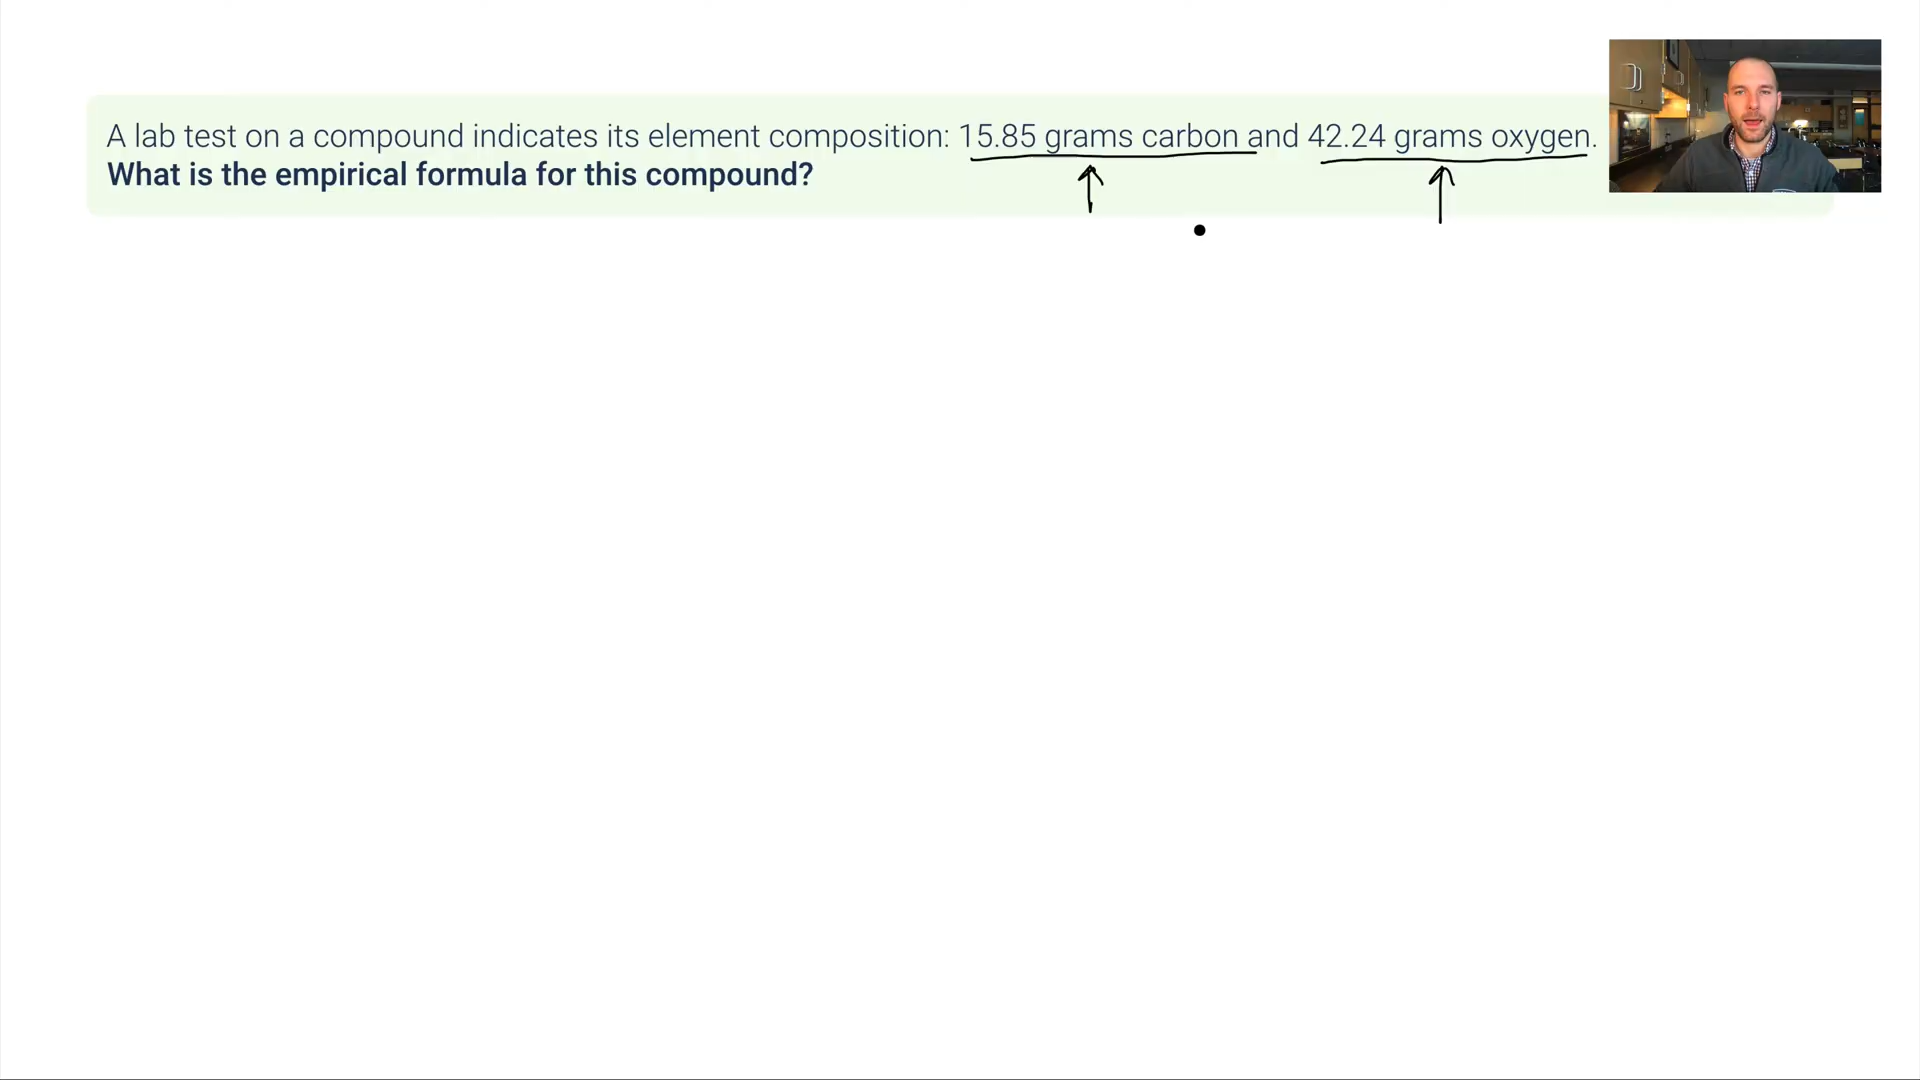 A lab test on a compound indicates its element composition: 15.85 grams carbon and 42.24 grams oxygen.
What is the empirical formula for this compound?